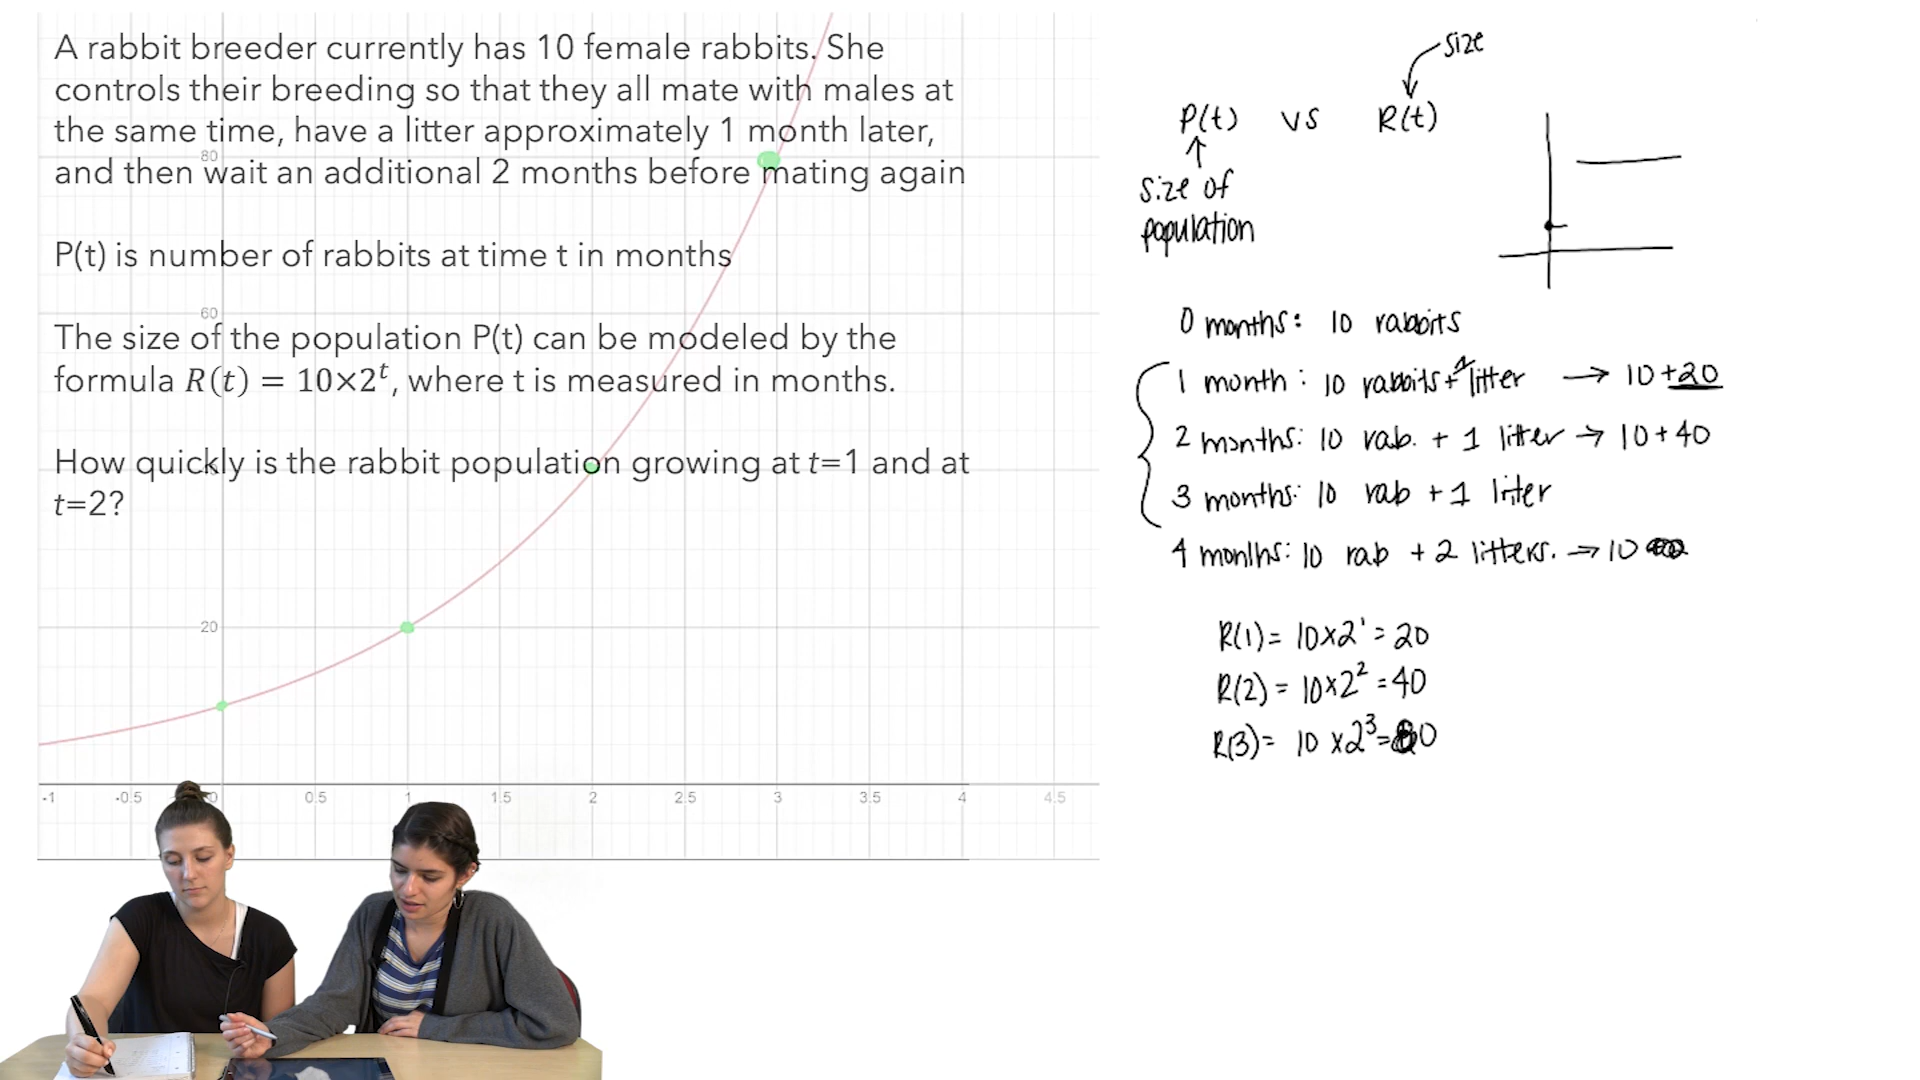 A rabbit breeder currently has 10 female rabbits. She
controls their breeding so that they all mate with males at
the same time, have a litter approximately 1 month later,
and then wait an additional 2 months before mating again
P(t) is number of rabbits at time t in months
The size of the population P(t) can be modeled by the
formula R(t) = 10×2^t, where t is measured in months.
How quickly is the rabbit population growing at t=1 and at
t=2?
80
60
20
-1 -0.5 0 0.5 1 1.5 2 2.5 3 3.5 4 4.5
size
P(t) vs R(t)
size of
population
0 months: 10 rabbits
1 month: 10 rabbits + 1 litter → 10+20
2 months: 10 rab. + 1 litter → 10+40
3 months: 10 rab + 1 liter
4 months: 10 rab + 2 litters. → 10
R(1) = 10×2^1 = 20
R(2) = 10×2^2 = 40
R(3) = 10×2^3 = 80